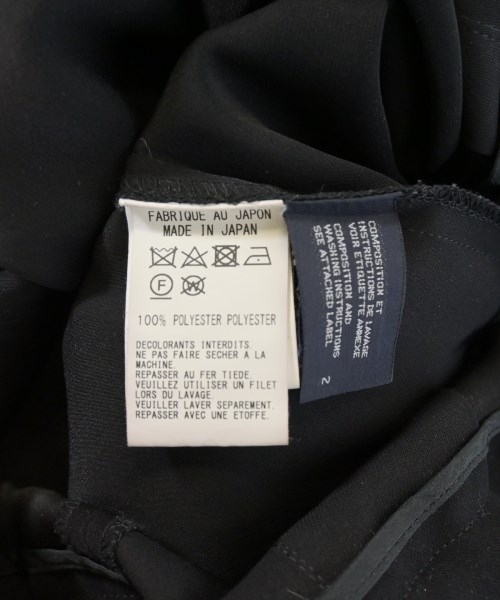 FABRIQUE AU JAPON
MADE IN JAPAN
F W
100% POLYESTER POLYESTER
DECOLORANTS INTERDITS.
NE PAS FAIRE SECHER A LA
MACHINE.
REPASSER AU FER TIEDE.
VEUILLEZ UTILISER UN FILET
LORS DU LAVAGE.
VEUILLER LAVER SEPAREMENT.
REPASSER AVEC UNE ETOFFE.
COMPOSITION ET
INSTRUCTIONS DE LAVAGE
VOIR ETIQUETTE ANNEXE
COMPOSITION AND
WASHING INSTRUCTIONS
SEE ATTACHED LABEL
2